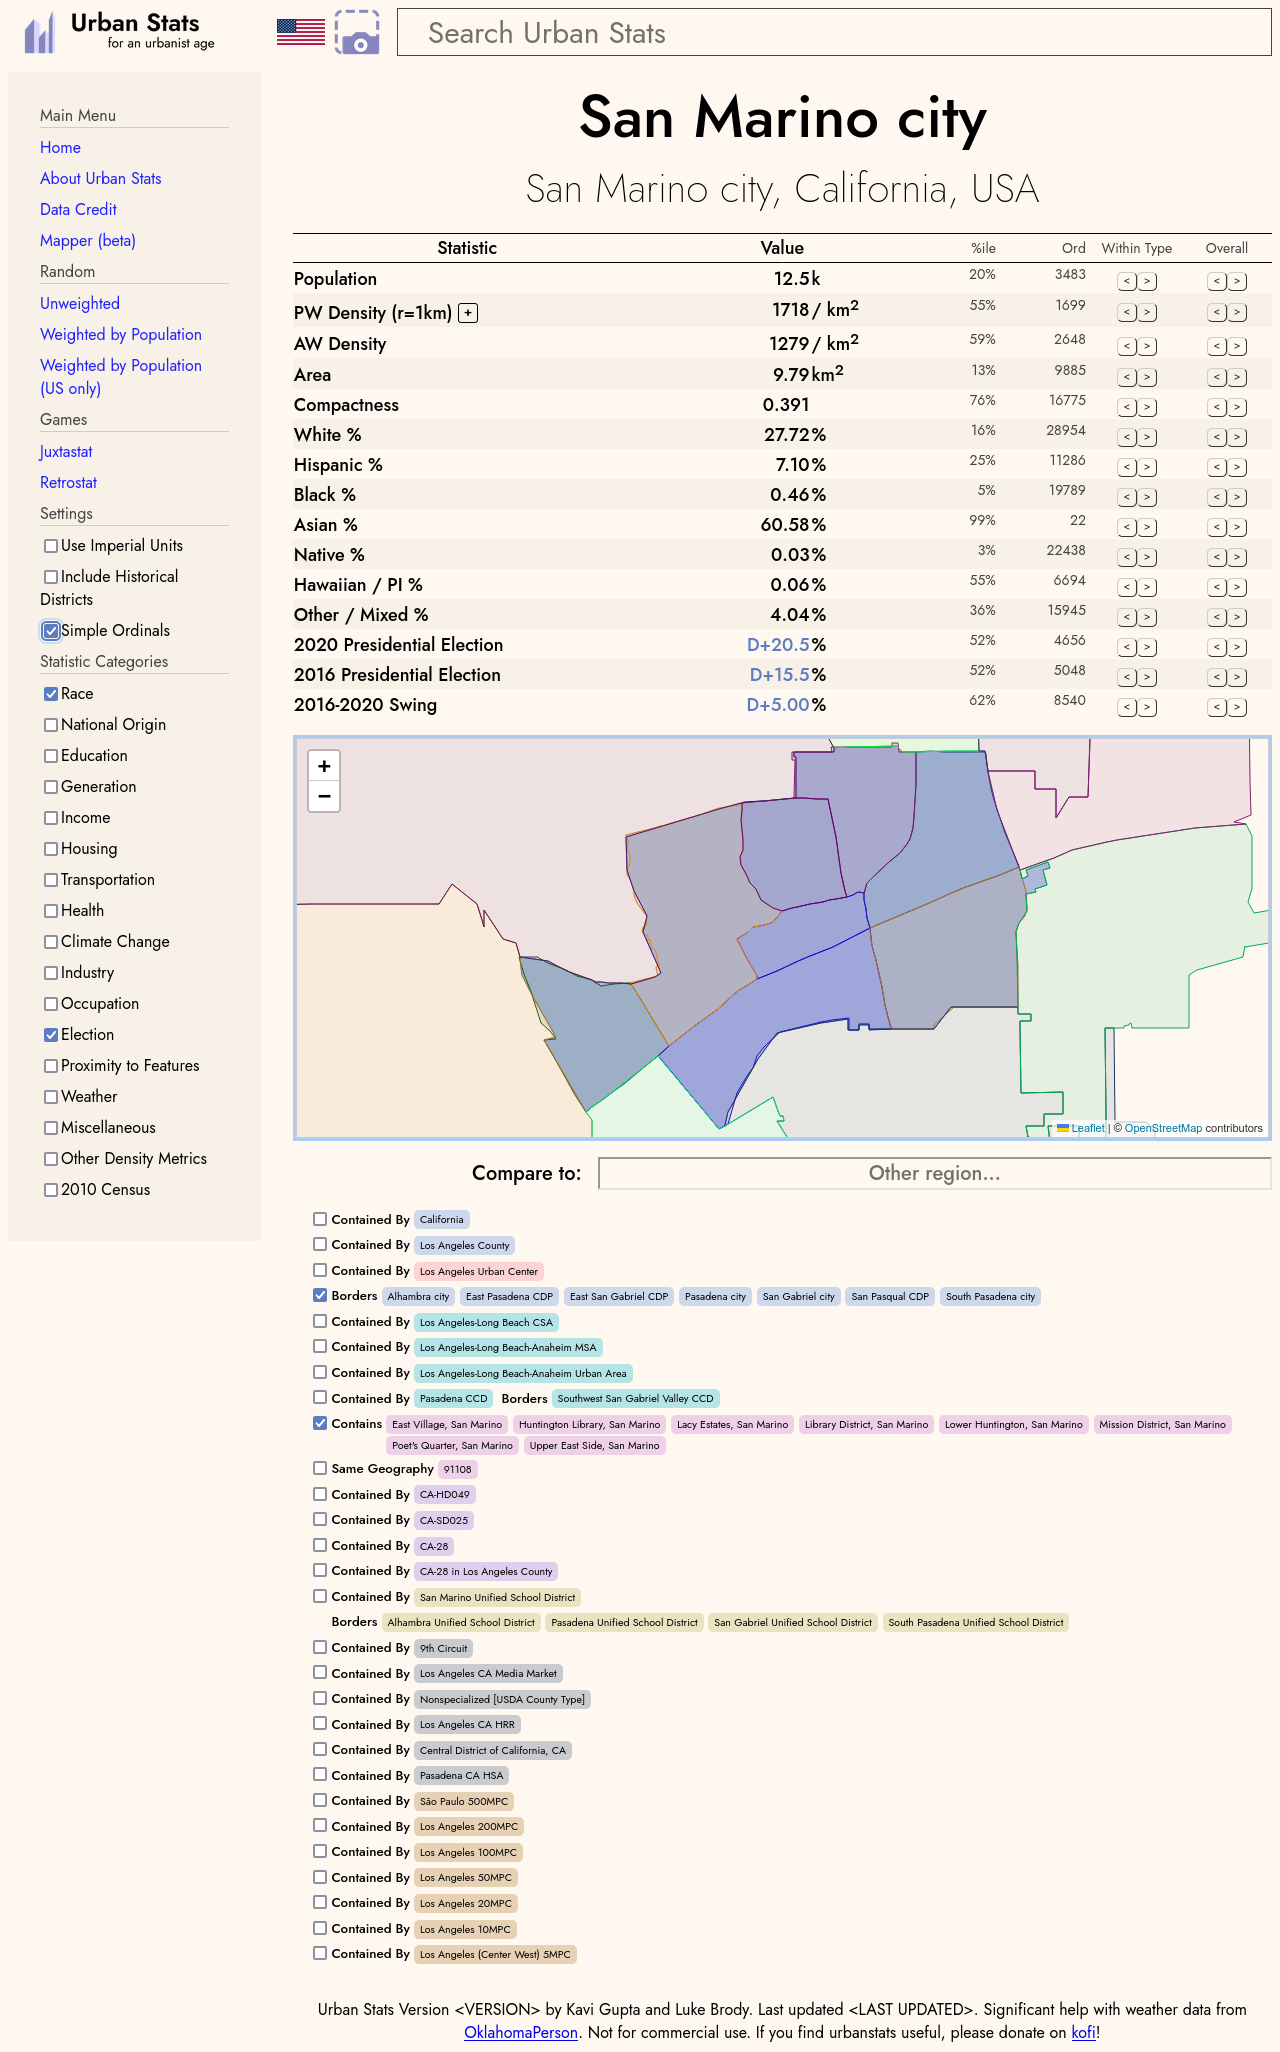 Urban Stats
for an urbanist age
Search Urban Stats
Main Menu
Home
About Urban Stats
Data Credit
Mapper (beta)
Random
Unweighted
Weighted by Population
Weighted by Population
(US only)
Games
Juxtastat
Retrostat
Settings
Use Imperial Units
Include Historical
Districts
Simple Ordinals
Statistic Categories
Race
National Origin
Education
Generation
Income
Housing
Transportation
Health
Climate Change
Industry
Occupation
Election
Proximity to Features
Weather
Miscellaneous
Other Density Metrics
2010 Census
San Marino city
San Marino city, California, USA
Statistic Value %ile Ord Within Type Overall
Population 12.5k 20% 3483 < > < >
PW Density (r=1km) + 1718 / km² 55% 1699 < > < >
AW Density 1279 / km² 59% 2648 < > < >
Area 9.79 km² 13% 9885 < > < >
Compactness 0.391 76% 16775 < > < >
White % 27.72% 16% 28954 < > < >
Hispanic % 7.10% 25% 11286 < > < >
Black % 0.46% 5% 19789 < > < >
Asian % 60.58% 99% 22 < > < >
Native % 0.03% 3% 22438 < > < >
Hawaiian / PI % 0.06% 55% 6694 < > < >
Other / Mixed % 4.04% 36% 15945 < > < >
2020 Presidential Election D+20.5% 52% 4656 < > < >
2016 Presidential Election D+15.5% 52% 5048 < > < >
2016-2020 Swing D+5.00% 62% 8540 < > < >
+
−
Leaflet | © OpenStreetMap contributors
Compare to: Other region...
Contained By California
Contained By Los Angeles County
Contained By Los Angeles Urban Center
Borders Alhambra city East Pasadena CDP East San Gabriel CDP Pasadena city San Gabriel city San Pasqual CDP South Pasadena city
Contained By Los Angeles-Long Beach CSA
Contained By Los Angeles-Long Beach-Anaheim MSA
Contained By Los Angeles-Long Beach-Anaheim Urban Area
Contained By Pasadena CCD Borders Southwest San Gabriel Valley CCD
Contains East Village, San Marino Huntington Library, San Marino Lacy Estates, San Marino Library District, San Marino Lower Huntington, San Marino Mission District, San Marino
Poet's Quarter, San Marino Upper East Side, San Marino
Same Geography 91108
Contained By CA-HD049
Contained By CA-SD025
Contained By CA-28
Contained By CA-28 in Los Angeles County
Contained By San Marino Unified School District
Borders Alhambra Unified School District Pasadena Unified School District San Gabriel Unified School District South Pasadena Unified School District
Contained By 9th Circuit
Contained By Los Angeles CA Media Market
Contained By Nonspecialized [USDA County Type]
Contained By Los Angeles CA HRR
Contained By Central District of California, CA
Contained By Pasadena CA HSA
Contained By São Paulo 500MPC
Contained By Los Angeles 200MPC
Contained By Los Angeles 100MPC
Contained By Los Angeles 50MPC
Contained By Los Angeles 20MPC
Contained By Los Angeles 10MPC
Contained By Los Angeles (Center West) 5MPC
Urban Stats Version <VERSION> by Kavi Gupta and Luke Brody. Last updated <LAST UPDATED>. Significant help with weather data from
OklahomaPerson. Not for commercial use. If you find urbanstats useful, please donate on kofi!